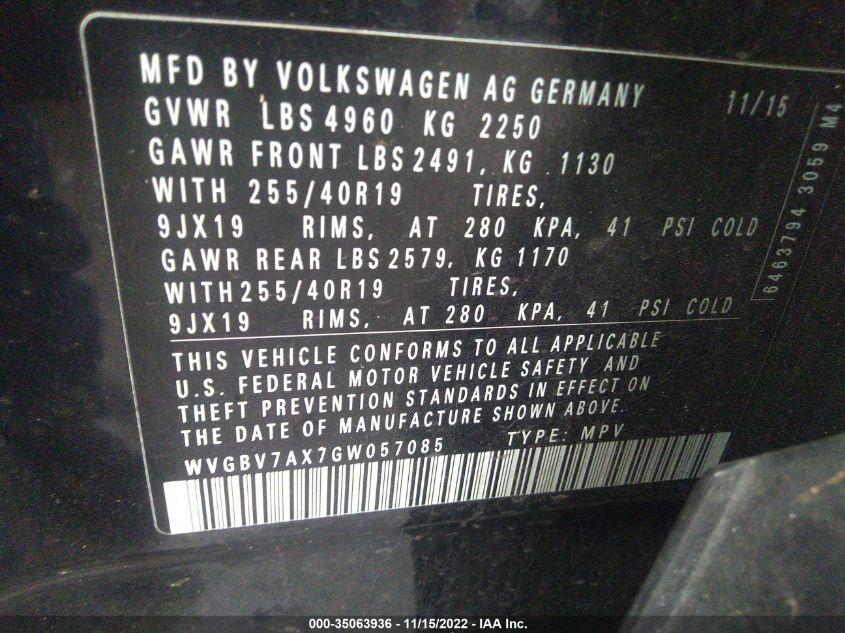 MFD BY VOLKSWAGEN AG GERMANY 11/15
GVWR LBS 4960 KG 2250
GAWR FRONT LBS 2491, KG 1130
WITH 255/40R19 TIRES,
9JX19 RIMS, AT 280 KPA, 41 PSI COLD
GAWR REAR LBS 2579, KG 1170
WITH 255/40R19 TIRES,
9JX19 RIMS, AT 280 KPA, 41 PSI COLD
THIS VEHICLE CONFORMS TO ALL APPLICABLE
U.S. FEDERAL MOTOR VEHICLE SAFETY AND
THEFT PREVENTION STANDARDS IN EFFECT ON
THE DATE OF MANUFACTURE SHOWN ABOVE.
WVGBV7AX7GW057085 TYPE: MPV
6463794 3059 M4
000-35063936 - 11/15/2022 - IAA Inc.